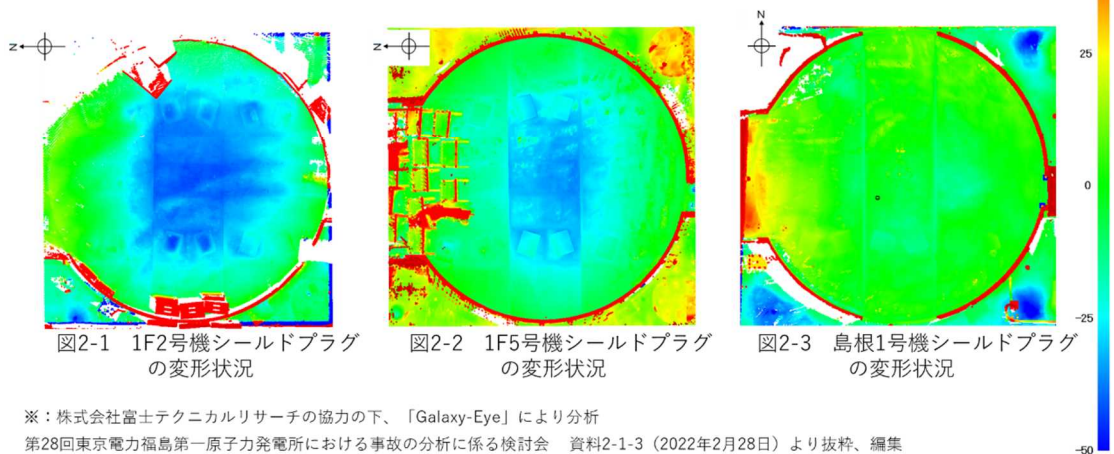 N
N
N
25
0
-25
-50
図2-1 1F2号機シールドプラグ
の変形状況
図2-2 1F5号機シールドプラグ
の変形状況
図2-3 島根1号機シールドプラグ
の変形状況
※：株式会社富士テクニカルリサーチの協力の下、「Galaxy-Eye」により分析
第28回東京電力福島第一原子力発電所における事故の分析に係る検討会 資料2-1-3（2022年2月28日）より抜粋、編集